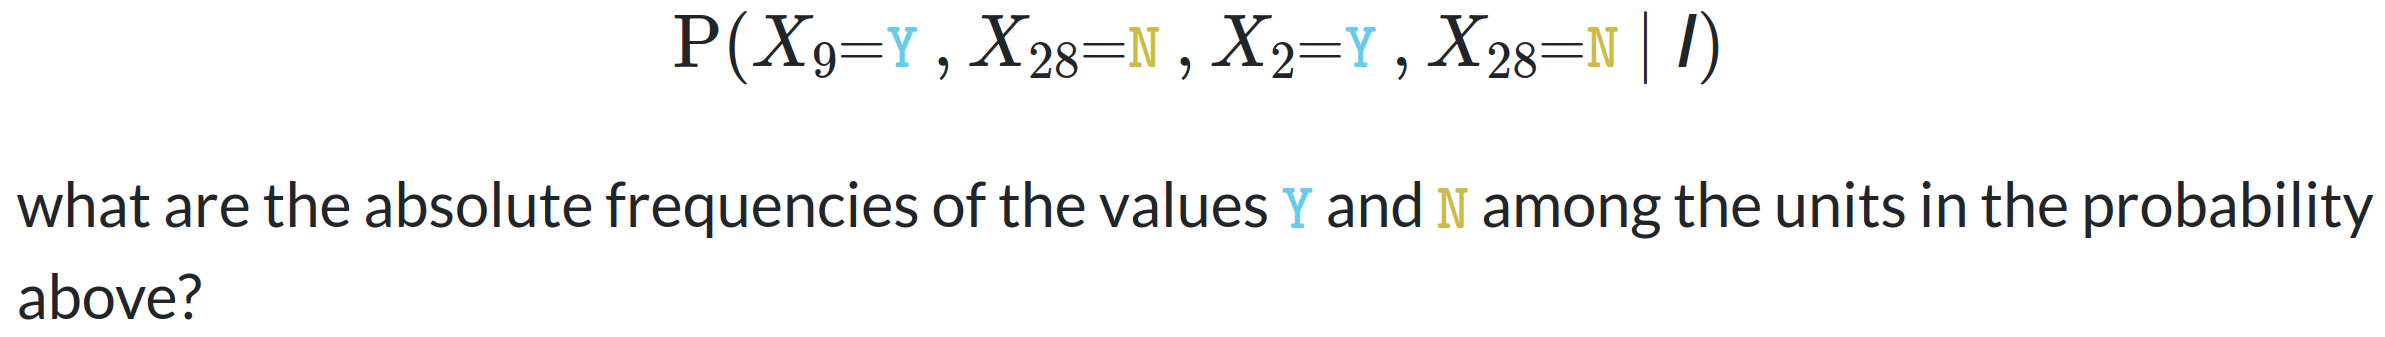 P(X₉₌Y , X₂₈₌N , X₂₌Y , X₂₈₌N | I)
what are the absolute frequencies of the values Y and N among the units in the probability
above?